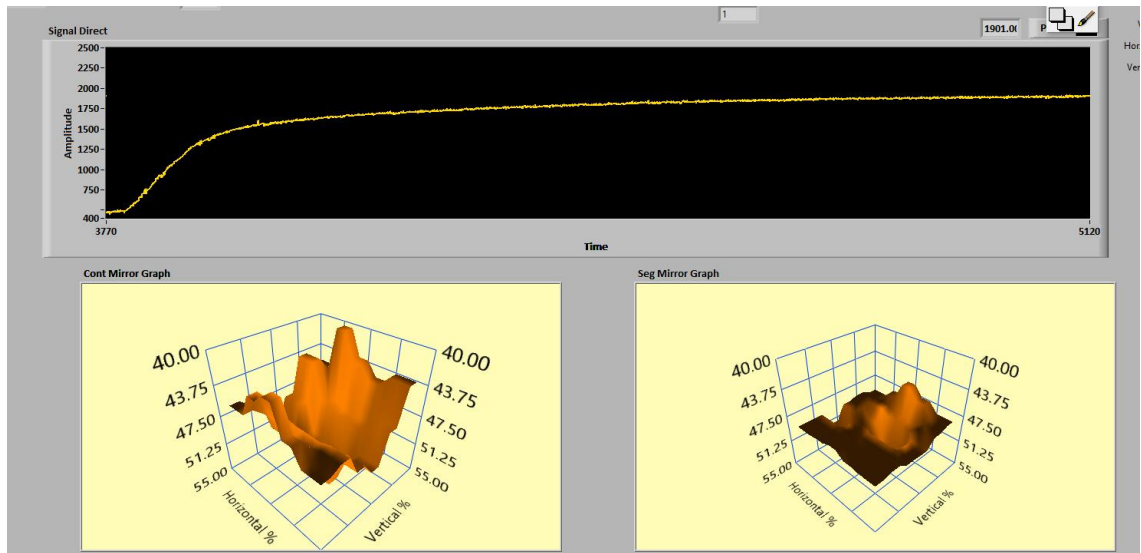 1
Signal Direct
1901.0
P
V
Hor
Ver
2500
2250
2000
1750
1500
1250
1000
750
400
Amplitude
3770
5120
Time
Cont Mirror Graph
40.00
43.75
47.50
51.25
55.00
40.00
43.75
47.50
51.25
55.00
Horizontal %
Vertical %
Seg Mirror Graph
40.00
43.75
47.50
51.25
55.00
40.00
43.75
47.50
51.25
55.00
Horizontal %
Vertical %